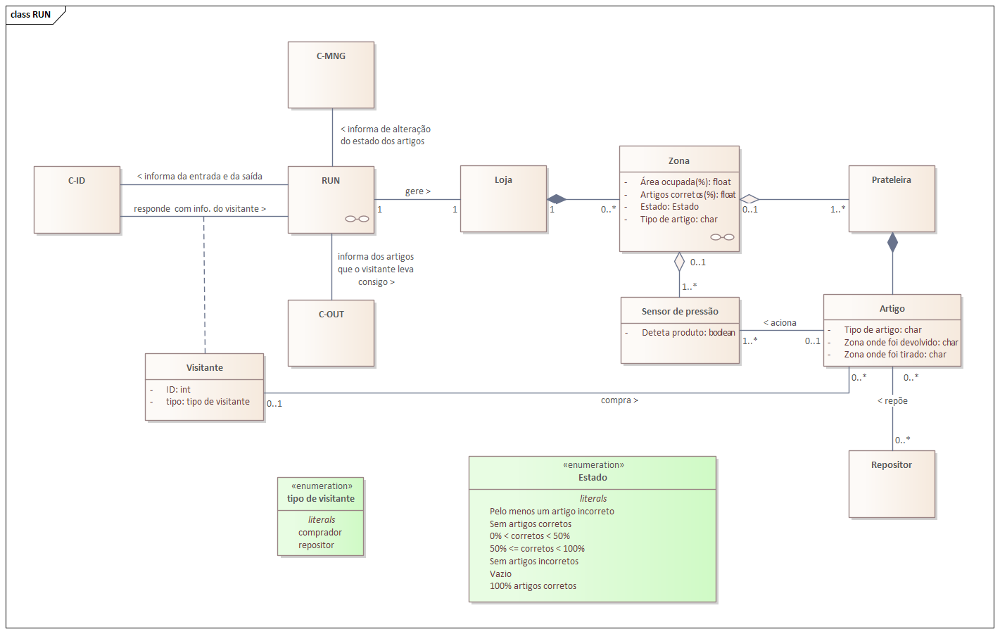 class RUN
C-MNG
< informa de alteração
do estado dos artigos
C-ID
< informa da entrada e da saída
responde com info. do visitante >
RUN
gere >
1
1
Loja
1
0..*
Zona
- Área ocupada(%): float
- Artigos corretos(%): float
- Estado: Estado
- Tipo de artigo: char
0..1
1..*
Prateleira
informa dos artigos
que o visitante leva
consigo >
0..1
1..*
C-OUT
Sensor de pressão
- Deteta produto: boolean
< aciona
1..*
0..1
Artigo
- Tipo de artigo: char
- Zona onde foi devolvido: char
- Zona onde foi tirado: char
Visitante
- ID: int
- tipo: tipo de visitante
0..1
compra >
0..*
0..*
< repõe
0..*
Repositor
«enumeration»
tipo de visitante
literals
comprador
repositor
«enumeration»
Estado
literals
Pelo menos um artigo incorreto
Sem artigos corretos
0% < corretos < 50%
50% <= corretos < 100%
Sem artigos incorretos
Vazio
100% artigos corretos